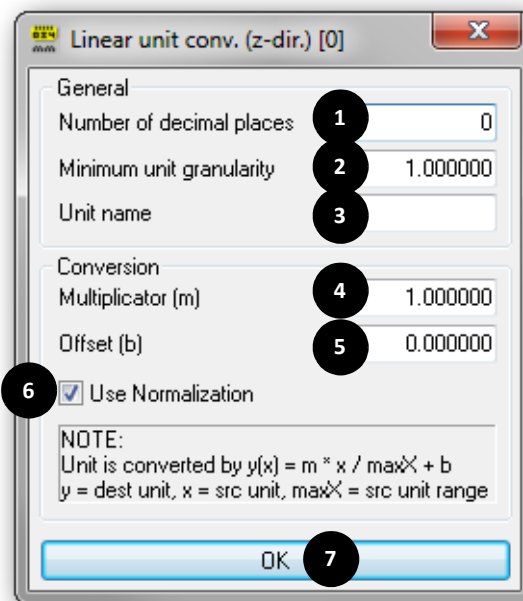 Linear unit conv. (z-dir.) [0]
General
Number of decimal places 1 0
Minimum unit granularity 2 1.000000
Unit name 3
Conversion
Multiplicator (m) 4 1.000000
Offset (b) 5 0.000000
6 Use Normalization
NOTE:
Unit is converted by y(x) = m * x / maxX + b
y = dest unit, x = src unit, maxX = src unit range
OK 7